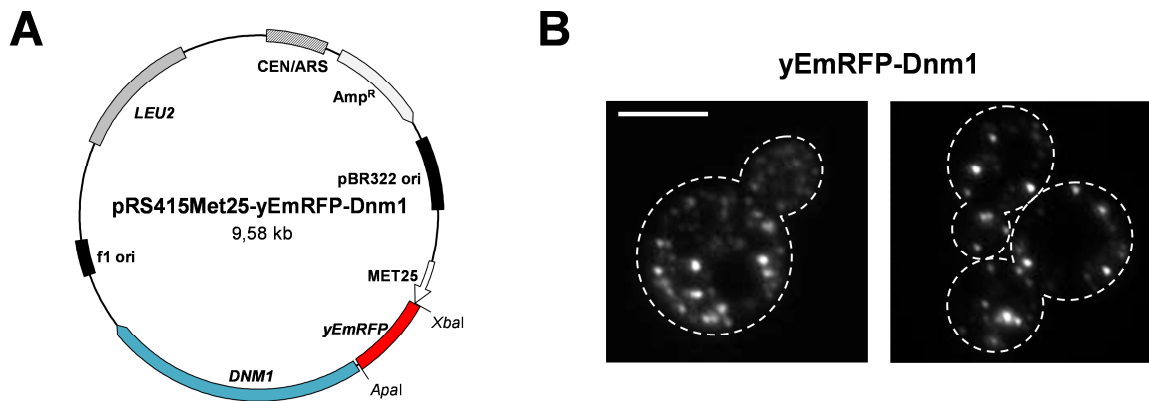 A
CEN/ARS
Amp^R
LEU2
pBR322 ori
pRS415Met25-yEmRFP-Dnm1
9,58 kb
f1 ori
MET25
XbaI
yEmRFP
ApaI
DNM1
B
yEmRFP-Dnm1